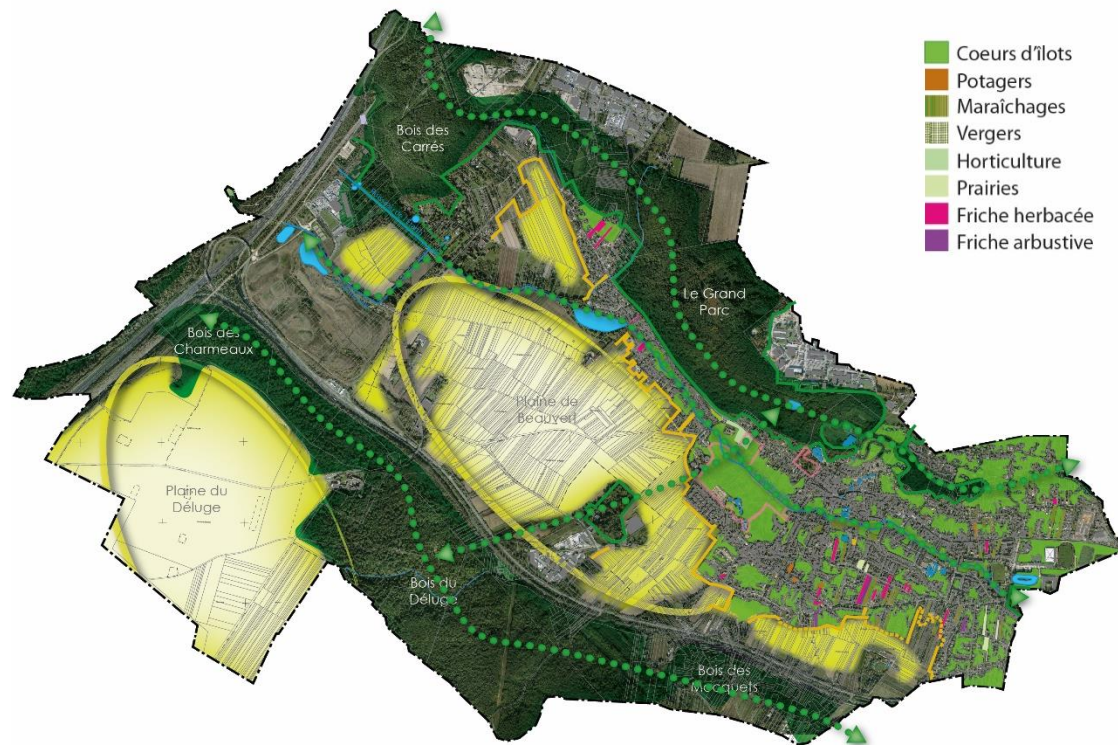 Coeurs d'îlots
Potagers
Maraîchages
Vergers
Horticulture
Prairies
Friche herbacée
Friche arbustive
Bois des
Carrés
Le Grand
Parc
Bois des
Charmeaux
Plaine de
Beauvert
Plaine du
Déluge
Bois du
Déluge
Bois des
Mocquets